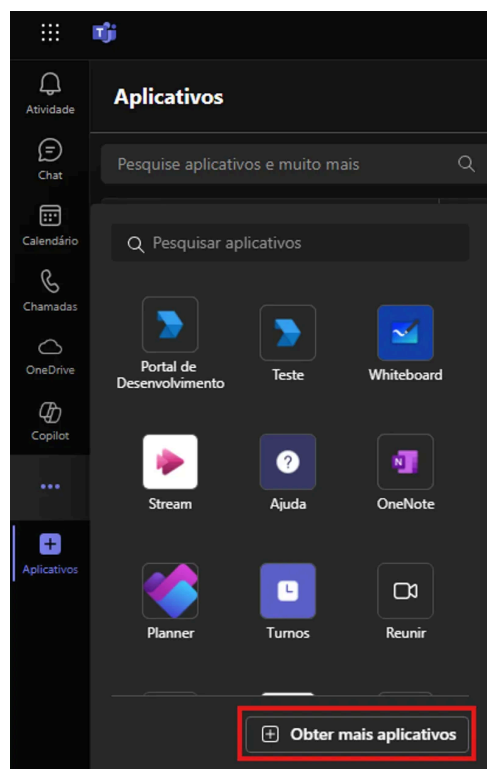 Atividade
Chat
Calendário
Chamadas
OneDrive
Copilot
Aplicativos
Aplicativos
Pesquise aplicativos e muito mais
Pesquisar aplicativos
Portal de
Desenvolvimento
Teste
Whiteboard
Stream
Ajuda
OneNote
Planner
Turnos
Reunir
Obter mais aplicativos